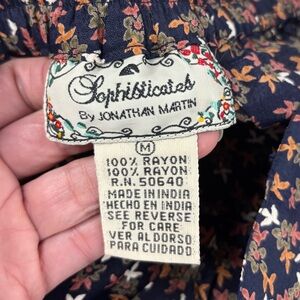 Sophisticates
By JONATHAN MARTIN
M
100% RAYON
100% RAYON
R.N. 50640
MADE IN INDIA
HECHO EN INDIA
SEE REVERSE
FOR CARE
VER AL DORSO
PARA CUIDADO